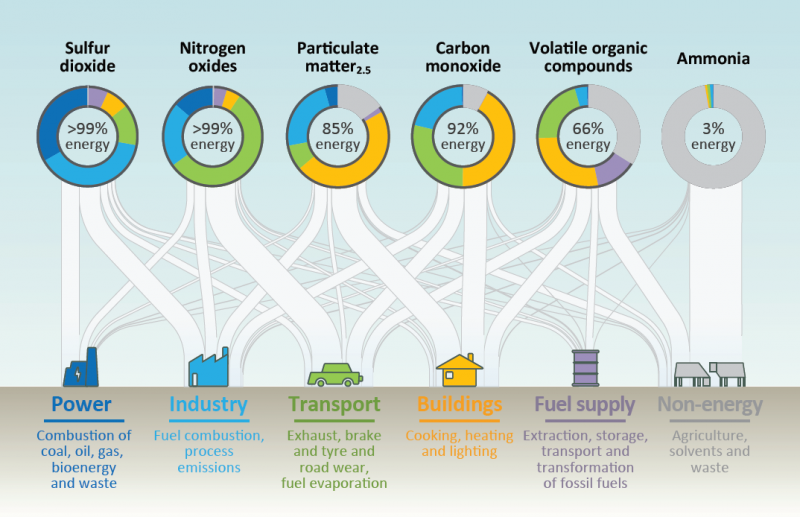 Sulfur
dioxide
Nitrogen
oxides
Particulate
matter2.5
Carbon
monoxide
Volatile organic
compounds
Ammonia
>99%
energy
>99%
energy
85%
energy
92%
energy
66%
energy
3%
energy
Power
Combustion of
coal, oil, gas,
bioenergy
and waste
Industry
Fuel combustion,
process
emissions
Transport
Exhaust, brake
and tyre and
road wear,
fuel evaporation
Buildings
Cooking, heating
and lighting
Fuel supply
Extraction, storage,
transport and
transformation
of fossil fuels
Non-energy
Agriculture,
solvents and
waste